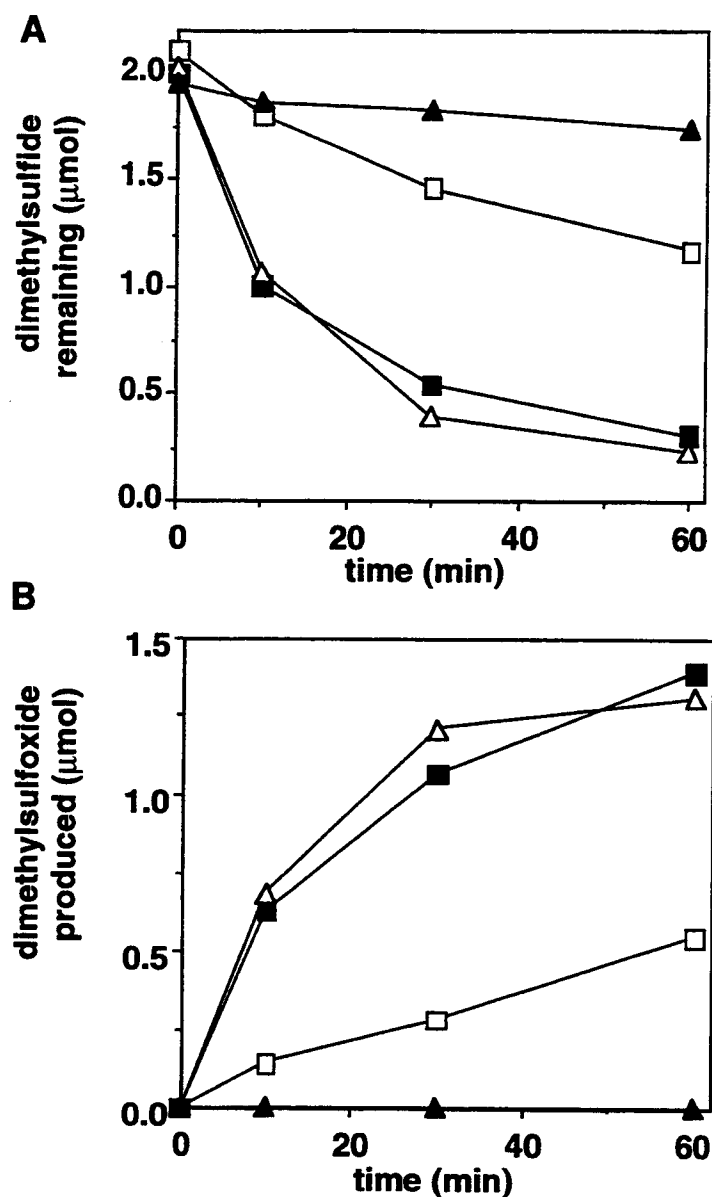 A
dimethylsulfide
remaining (μmol)
2.0
1.5
1.0
0.5
0.0
0
20
40
60
time (min)
B
dimethylsulfoxide
produced (μmol)
1.5
1.0
0.5
0.0
0
20
40
60
time (min)